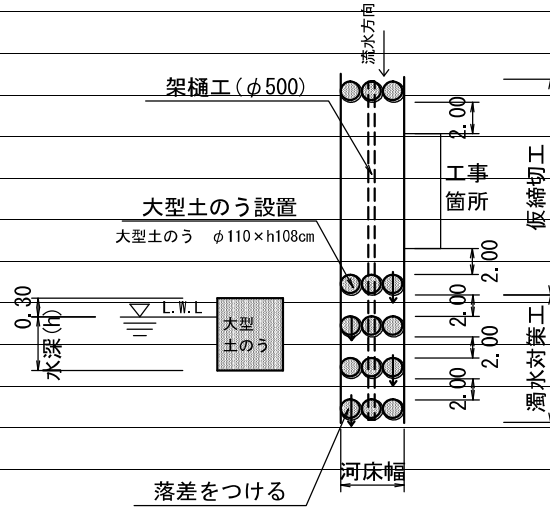 流水方向
架樋工(φ500)
2.00
工事
箇所
仮締切工
大型土のう設置
大型土のう φ110×h108cm
2.00
0.30
L.W.L
水深(h)
大型
土のう
2.00
2.00
2.00
濁水対策工
河床幅
落差をつける